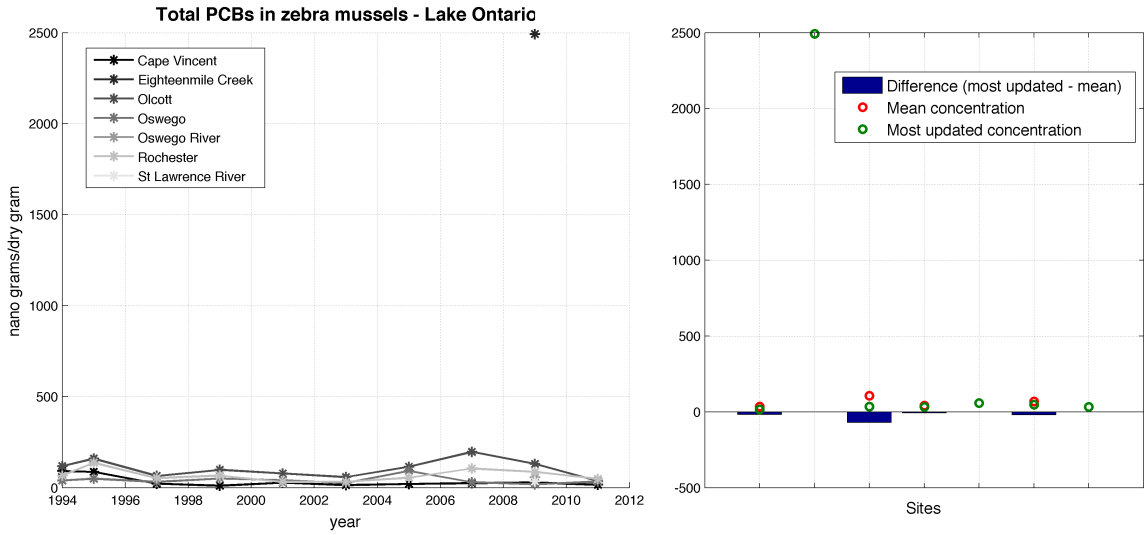 Total PCBs in zebra mussels - Lake Ontario
2500
2000
1500
1000
500
0
nano grams/dry gram
Cape Vincent
Eighteenmile Creek
Olcott
Oswego
Oswego River
Rochester
St Lawrence River
1994 1996 1998 2000 2002 2004 2006 2008 2010 2012
year
2500
2000
1500
1000
500
0
-500
Difference (most updated - mean)
Mean concentration
Most updated concentration
Sites